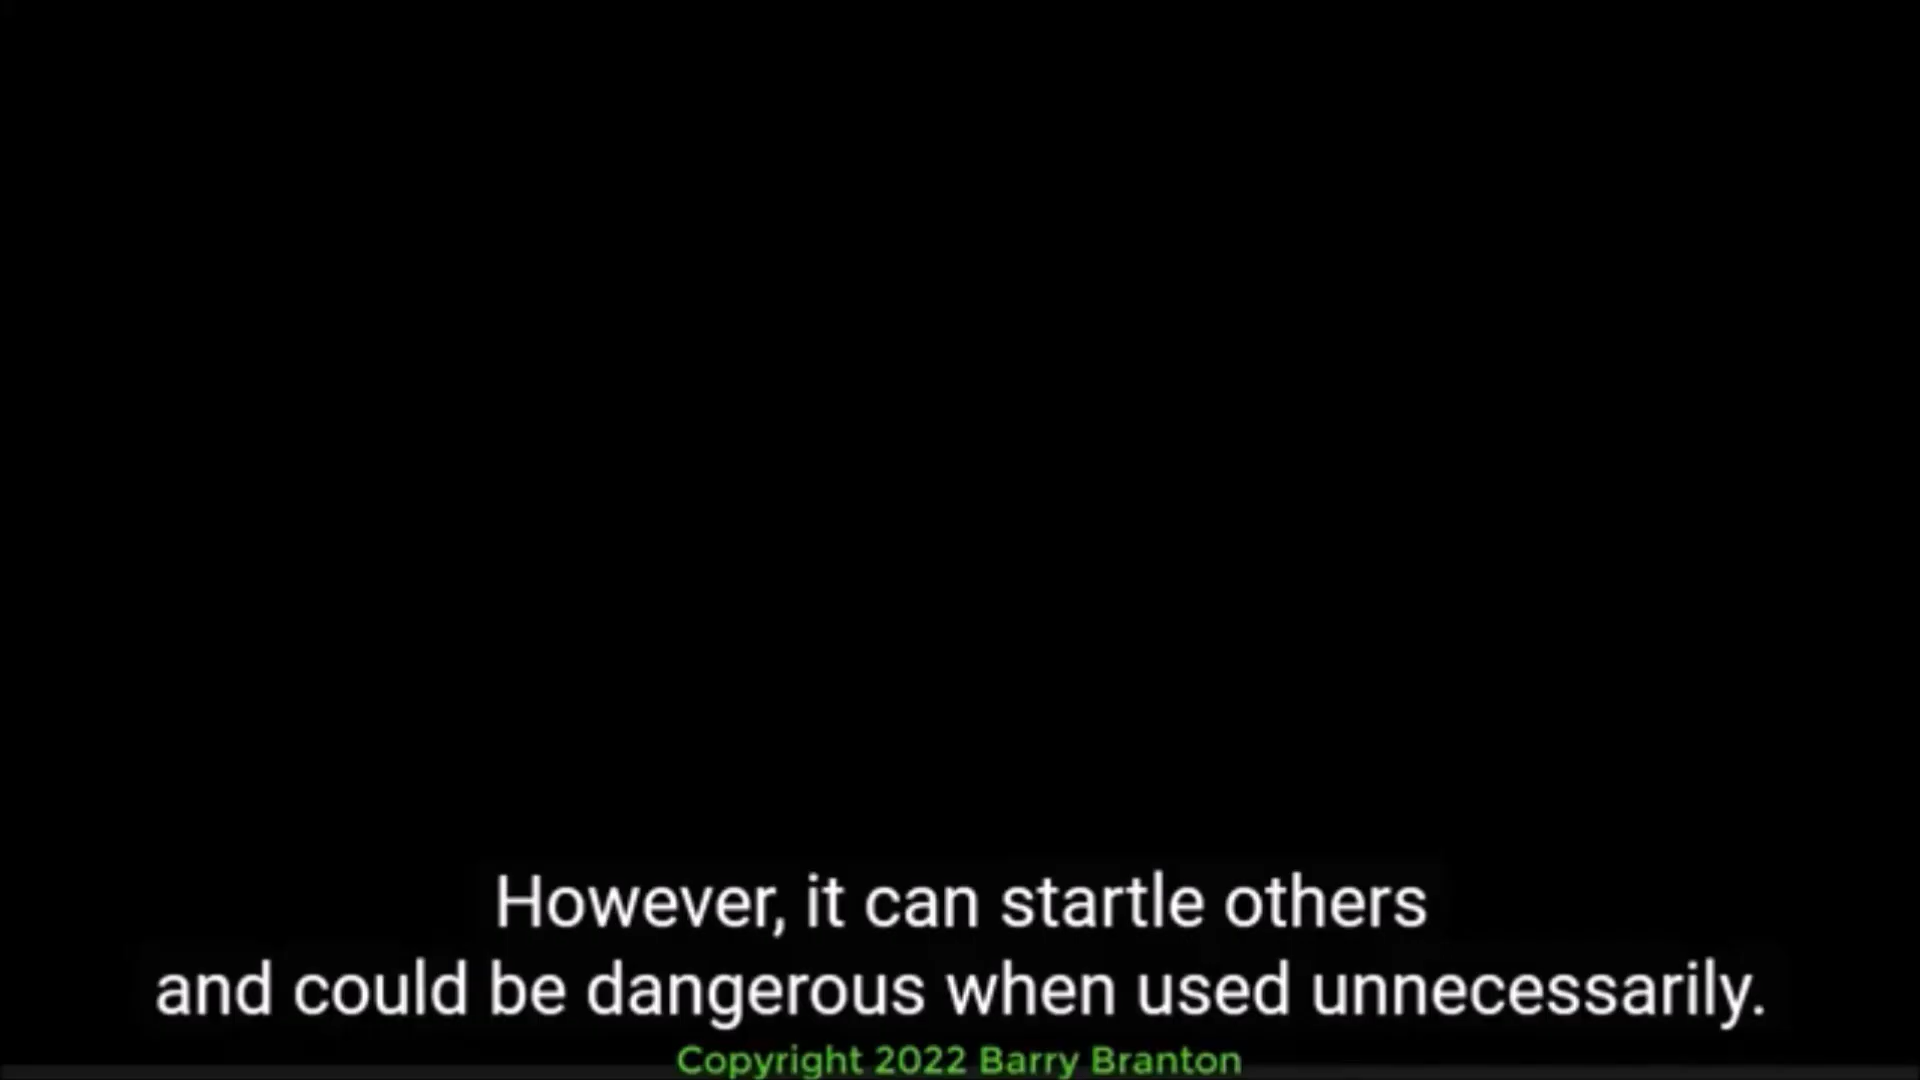 However, it can startle others
and could be dangerous when used unnecessarily.
Copyright 2022 Barry Branton